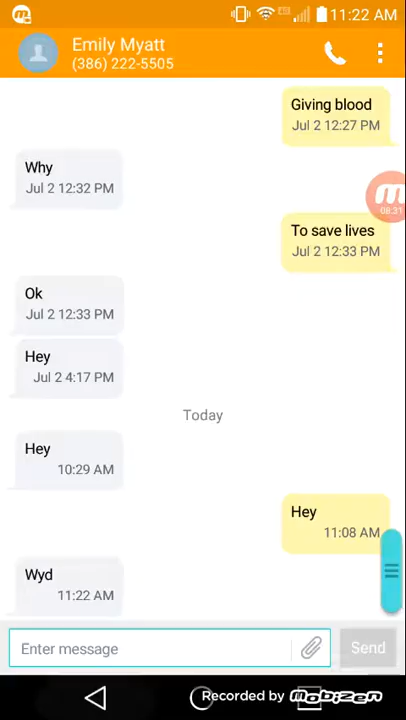 11:22 AM
Emily Myatt
(386) 222-5505
Giving blood
Jul 2 12:27 PM
Why
Jul 2 12:32 PM
08:31
To save lives
Jul 2 12:33 PM
Ok
Jul 2 12:33 PM
Hey
Jul 2 4:17 PM
Today
Hey
10:29 AM
Hey
11:08 AM
Wyd
11:22 AM
Enter message
Send
Recorded by mobizen